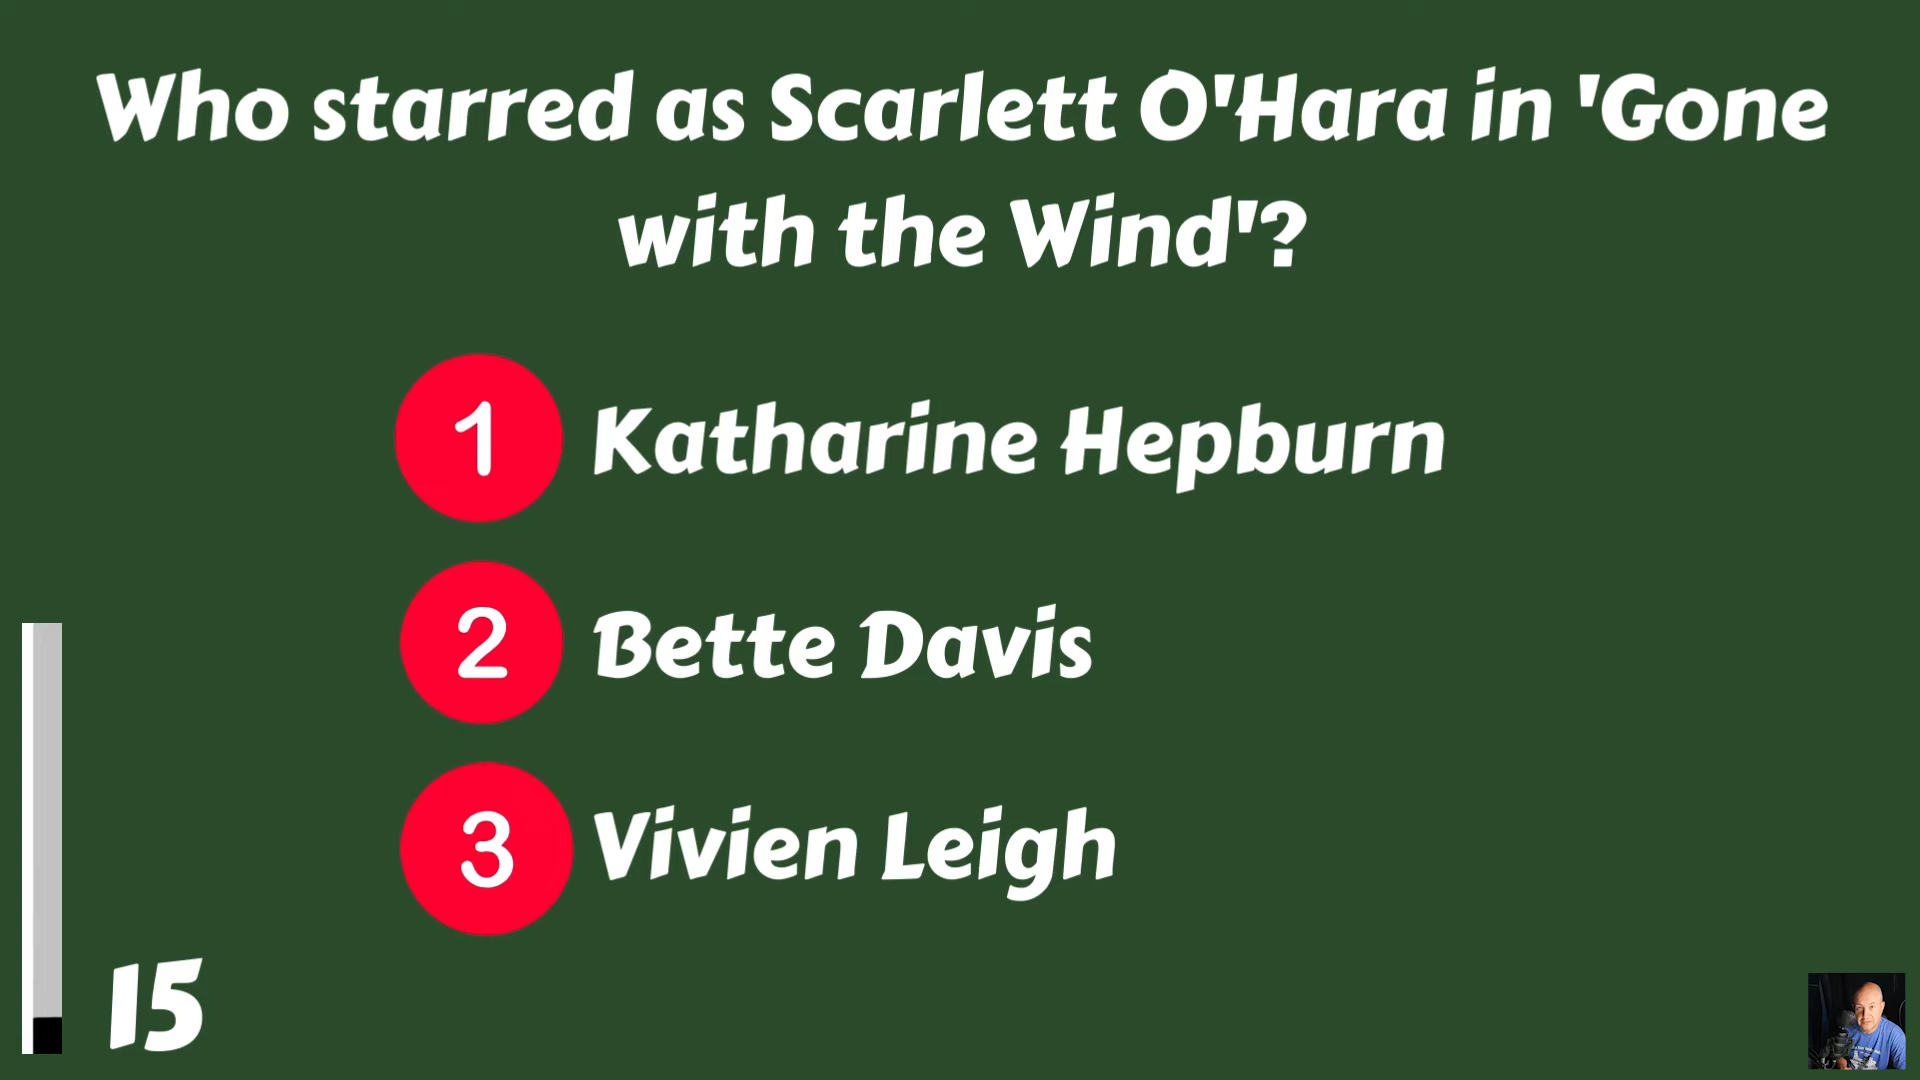 Who starred as Scarlett O'Hara in 'Gone
with the Wind'?
1 Katharine Hepburn
2 Bette Davis
3 Vivien Leigh
15